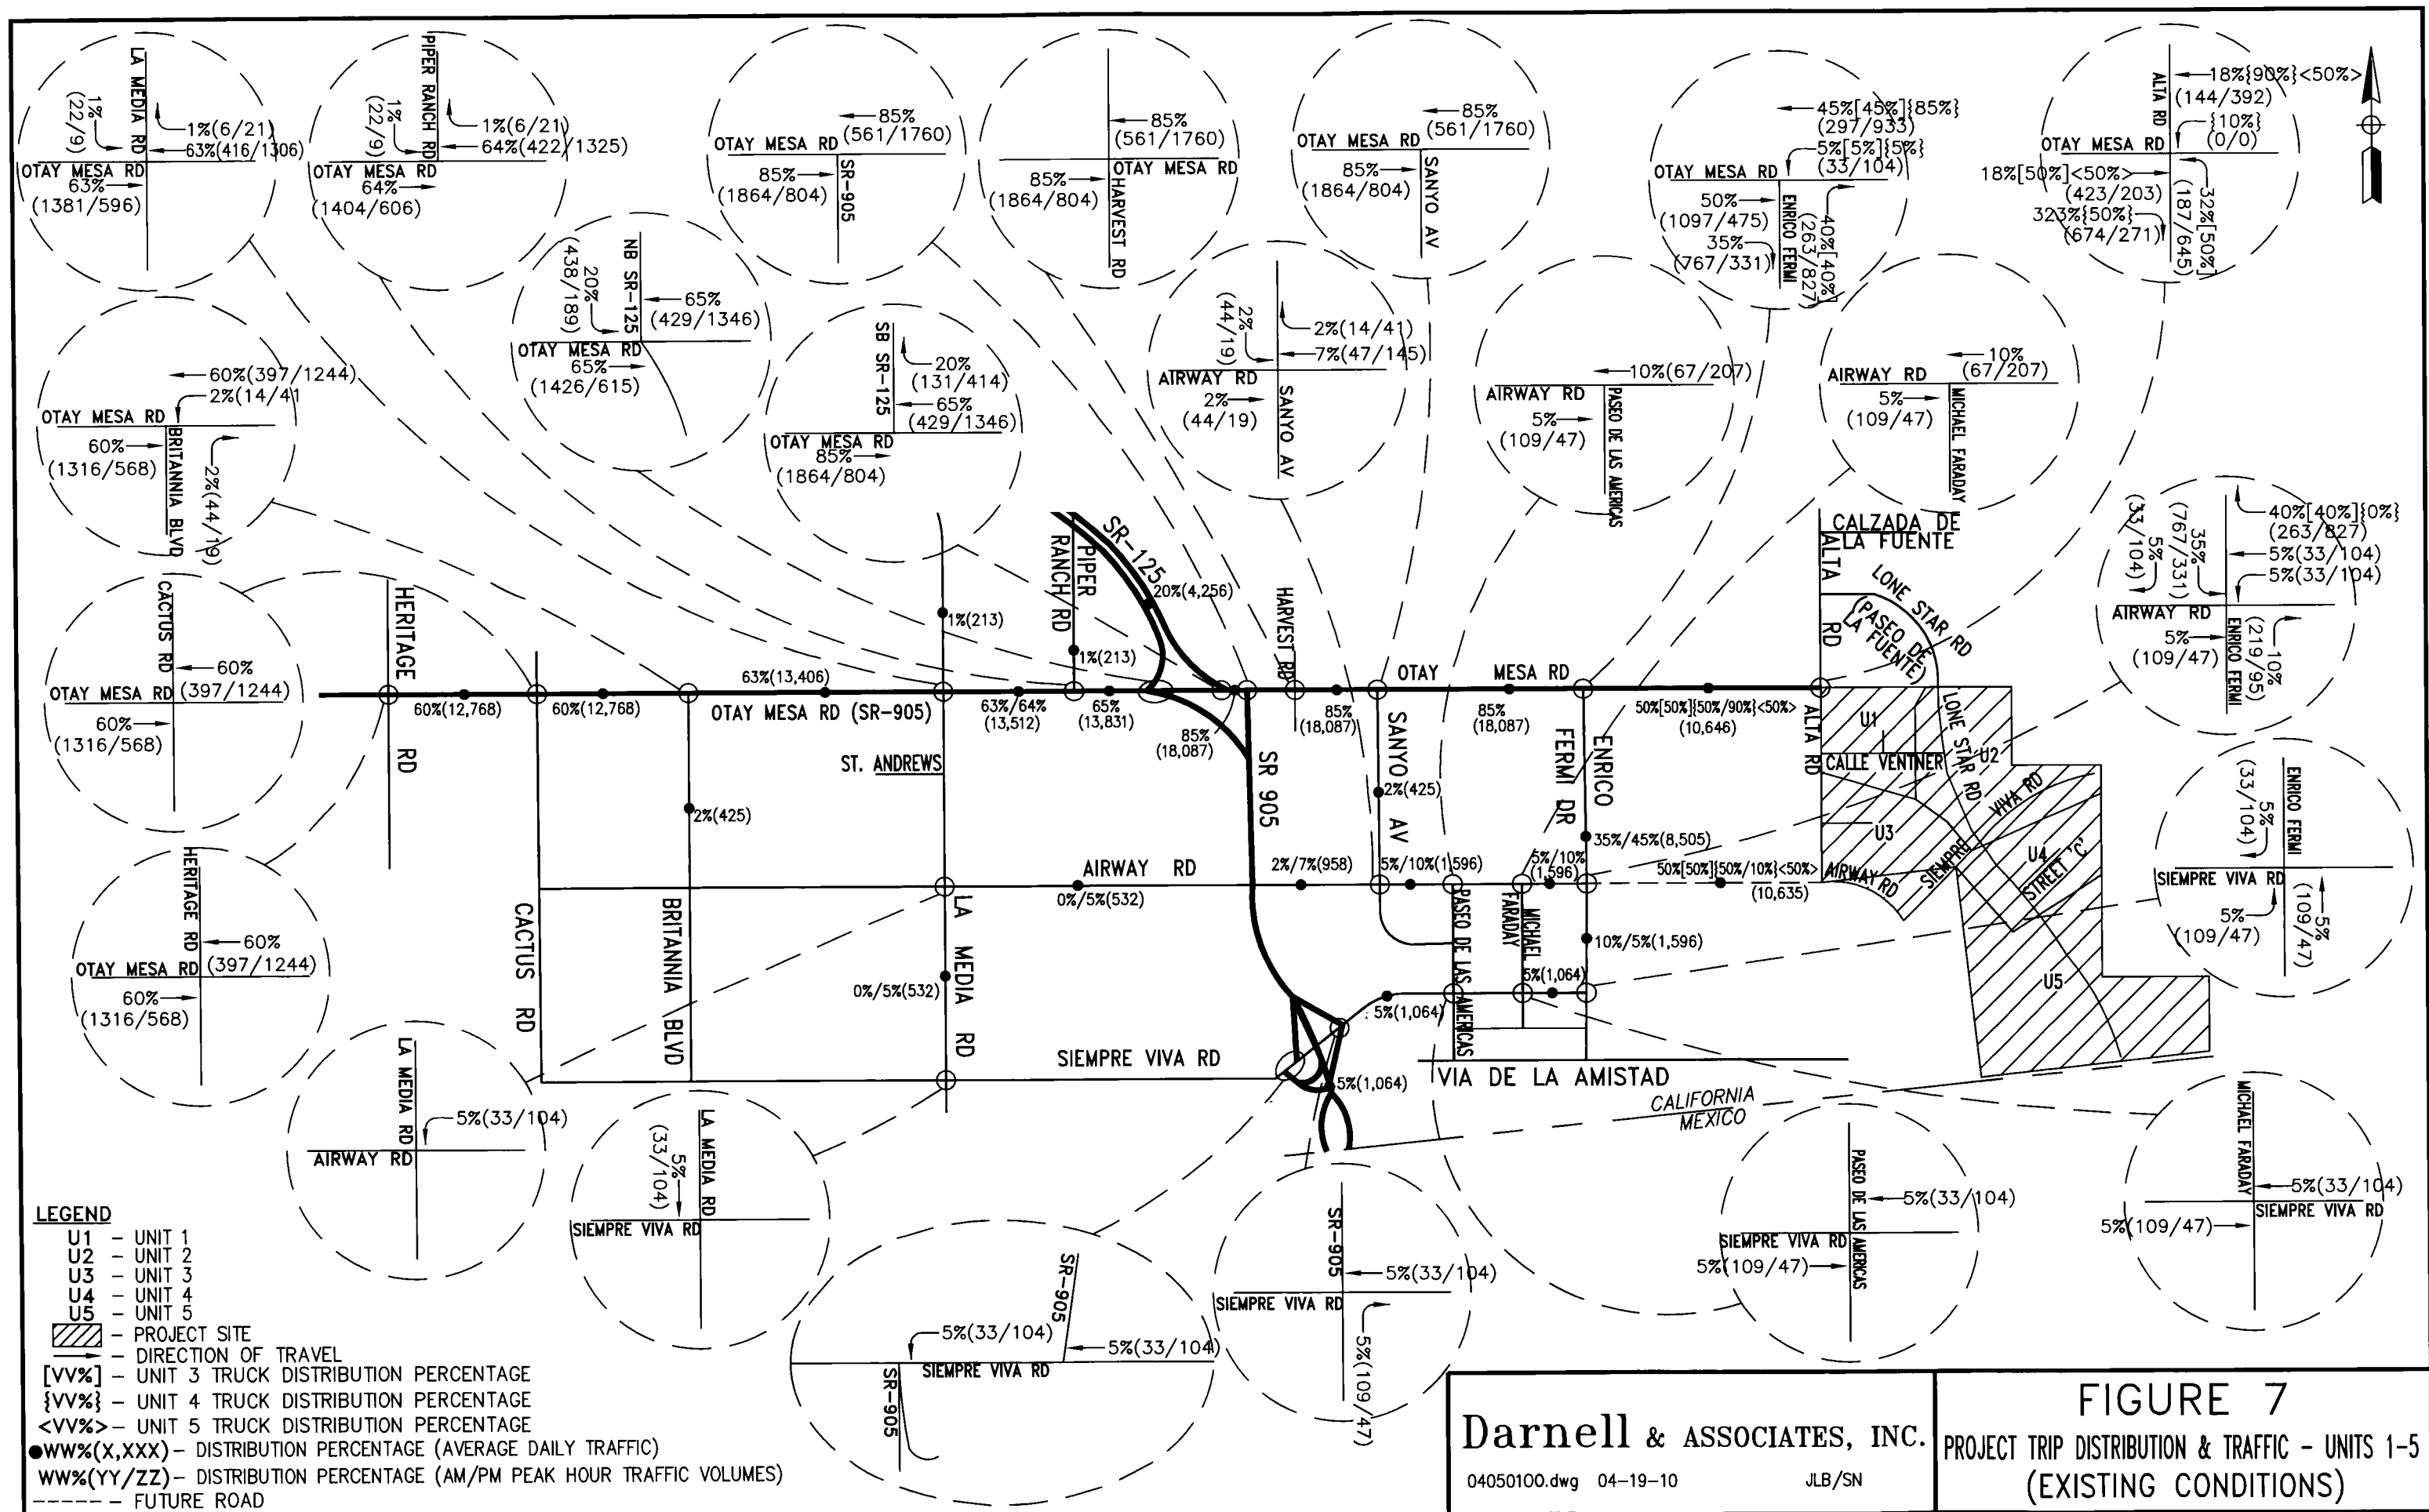 LA MEDIA RD
1%
(22/9)
1%(6/21)
63%(416/1306)
OTAY MESA RD
63%
(1381/596)
PIPER RANCH RD
1%
(22/9)
1%(6/21)
64%(422/1325)
OTAY MESA RD
64%
(1404/606)
85%
(561/1760)
OTAY MESA RD
85%
(1864/804)
SR-905
85%
(561/1760)
OTAY MESA RD
85%
(1864/804)
HARVEST RD
85%
(561/1760)
OTAY MESA RD
85%
(1864/804)
SANYO AV
45%[45%]{85%}
(297/933)
5%[5%]{5%}
(33/104)
OTAY MESA RD
50%
(1097/475)
35%
(767/331)
ENRICO FERMI
40%[40%]
(263/827)
ALTA RD
18%{90%}<50%>
(144/392)
{10%}
(0/0)
OTAY MESA RD
18%[50%]<50%>
(423/203)
323%{50%}
(674/271)
32%[50%]
(187/645)
NB SR-125
20%
(438/189)
65%
(429/1346)
OTAY MESA RD
65%
(1426/615)
SB SR-125
20%
(131/414)
65%
(429/1346)
OTAY MESA RD
85%
(1864/804)
2%
(44/19)
2%(14/41)
7%(47/145)
AIRWAY RD
2%
(44/19)
SANYO AV
10%(67/207)
AIRWAY RD
5%
(109/47)
PASEO DE LAS AMERICAS
10%
(67/207)
AIRWAY RD
5%
(109/47)
MICHAEL FARADAY
60%(397/1244)
2%(14/41
OTAY MESA RD
60%
(1316/568)
BRITANNIA BLVD
2%(44/19)
40%[40%]{0%}
(263/827)
5%(33/104)
5%(33/104)
35%
(767/331)
5%
(33/104)
AIRWAY RD
5%
(109/47)
ENRICO FERMI
10%
(219/95)
CACTUS RD
60%
(397/1244)
OTAY MESA RD
60%
(1316/568)
HERITAGE RD
60%
(397/1244)
OTAY MESA RD
60%
(1316/568)
ENRICO FERMI
5%
(33/104)
SIEMPRE VIVA RD
5%
(109/47)
5%
(109/47)
SR-125
20%(4,256)
PIPER
RANCH RD
1%(213)
1%(213)
HARVEST RD
HERITAGE
RD
60%(12,768)
60%(12,768)
63%(13,406)
OTAY MESA RD (SR-905)
63%/64%
(13,512)
65%
(13,831)
85%
(18,087)
85%
(18,087)
OTAY MESA RD
85%
(18,087)
50%[50%]{50%/90%}<50%>
(10,646)
CALZADA DE
LA FUENTE
ALTA RD
LONE STAR RD
(PASEO DE
LA FUENTE)
ALTA RD
U1
CALLE VENTNER
LONE STAR RD
U2
VIVA RD
U3
SIEMPRO
U4
STREET 'C'
U5
AIRWAY RD
ST. ANDREWS
SR 905
SANYO AV
2%(425)
2%(425)
ENRICO
FERMI DR
35%/45%(8,505)
AIRWAY RD
0%/5%(532)
2%/7%(958)
5%/10%(1,596)
5%/10%
(1,596)
50%[50%]{50%/10%}<50%>
(10,635)
10%/5%(1,596)
CACTUS RD
BRITANNIA BLVD
LA MEDIA RD
0%/5%(532)
PASEO DE LAS AMERICAS
MICHAEL
FARADAY
5%(1,064)
5%(1,064)
5%(1,064)
SIEMPRE VIVA RD
VIA DE LA AMISTAD
CALIFORNIA
MEXICO
LA MEDIA RD
5%(33/104)
AIRWAY RD
LA MEDIA RD
5%
(33/104)
SIEMPRE VIVA RD
SR-905
5%(33/104)
5%(33/104)
SIEMPRE VIVA RD
SR-905
SR-905
5%(33/104)
SIEMPRE VIVA RD
5%(109/47)
PASEO DE LAS AMERICAS
5%(33/104)
SIEMPRE VIVA RD
5%(109/47)
MICHAEL FARADAY
5%(33/104)
SIEMPRE VIVA RD
5%(109/47)
LEGEND
U1 – UNIT 1
U2 – UNIT 2
U3 – UNIT 3
U4 – UNIT 4
U5 – UNIT 5
– PROJECT SITE
– DIRECTION OF TRAVEL
[VV%] – UNIT 3 TRUCK DISTRIBUTION PERCENTAGE
{VV%} – UNIT 4 TRUCK DISTRIBUTION PERCENTAGE
<VV%> – UNIT 5 TRUCK DISTRIBUTION PERCENTAGE
WW%(X,XXX) – DISTRIBUTION PERCENTAGE (AVERAGE DAILY TRAFFIC)
WW%(YY/ZZ) – DISTRIBUTION PERCENTAGE (AM/PM PEAK HOUR TRAFFIC VOLUMES)
– FUTURE ROAD
Darnell & ASSOCIATES, INC.
04050100.dwg 04-19-10 JLB/SN
FIGURE 7
PROJECT TRIP DISTRIBUTION & TRAFFIC – UNITS 1-5
(EXISTING CONDITIONS)